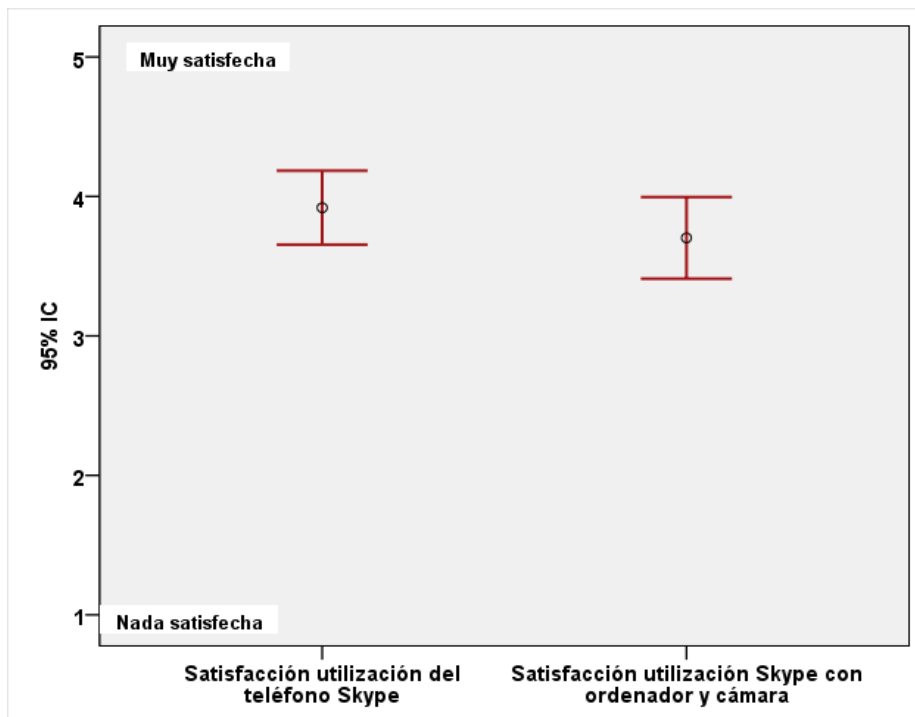 5
Muy satisfecha
4
3
2
1
Nada satisfecha
95% IC
Satisfacción utilización del
teléfono Skype
Satisfacción utilización Skype con
ordenador y cámara